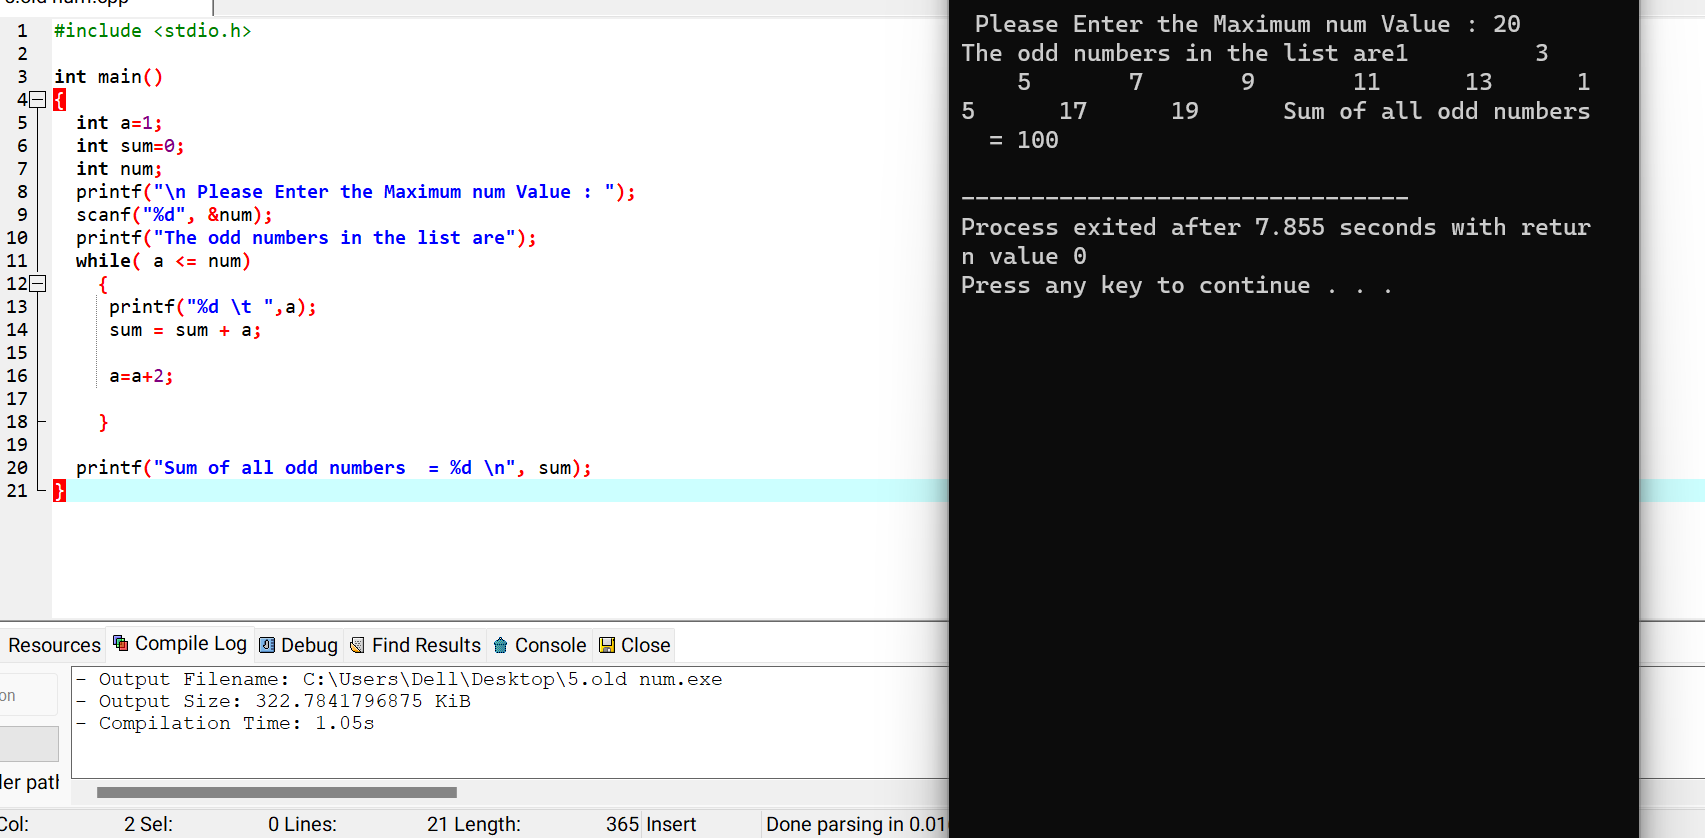 1 #include <stdio.h>
2
3 int main()
4 {
5 int a=1;
6 int sum=0;
7 int num;
8 printf("\n Please Enter the Maximum num Value : ");
9 scanf("%d", &num);
10 printf("The odd numbers in the list are");
11 while( a <= num)
12 {
13 printf("%d \t ",a);
14 sum = sum + a;
15
16 a=a+2;
17
18 }
19
20 printf("Sum of all odd numbers  = %d \n", sum);
21 }
Please Enter the Maximum num Value : 20
The odd numbers in the list are1 3
5 7 9 11 13 1
5 17 19 Sum of all odd numbers
= 100
--------------------------------
Process exited after 7.855 seconds with retur
n value 0
Press any key to continue . . .
Resources Compile Log Debug Find Results Console Close
- Output Filename: C:\Users\Dell\Desktop\5.old num.exe
- Output Size: 322.7841796875 KiB
- Compilation Time: 1.05s
on
ler path
Col: 2 Sel: 0 Lines: 21 Length: 365 Insert Done parsing in 0.01